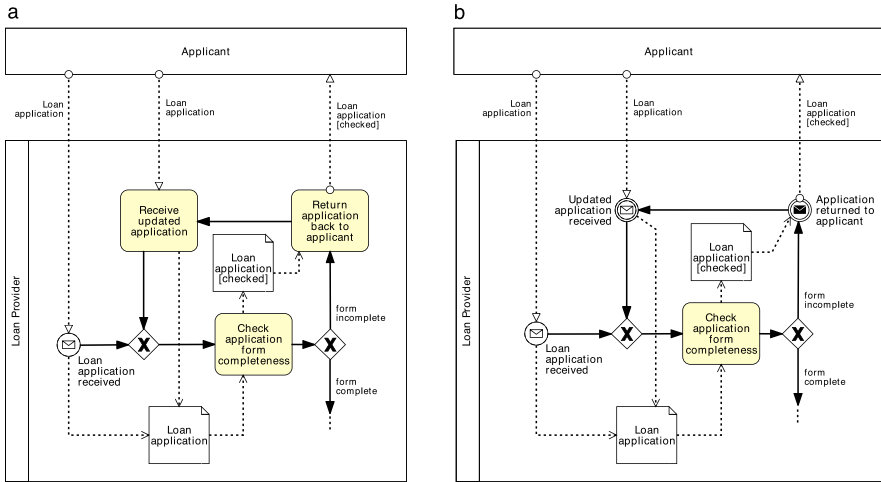 a
Applicant
Loan
application
Loan
application
Loan
application
[checked]
Loan Provider
Receive
updated
application
Return
application
back to
applicant
Loan
application
[checked]
form
incomplete
Check
application
form
completeness
X
X
Loan
application
received
form
complete
Loan
application
b
Applicant
Loan
application
Loan
application
Loan
application
[checked]
Loan Provider
Updated
application
received
Application
returned to
applicant
Loan
application
[checked]
form
incomplete
Check
application
form
completeness
X
X
Loan
application
received
form
complete
Loan
application